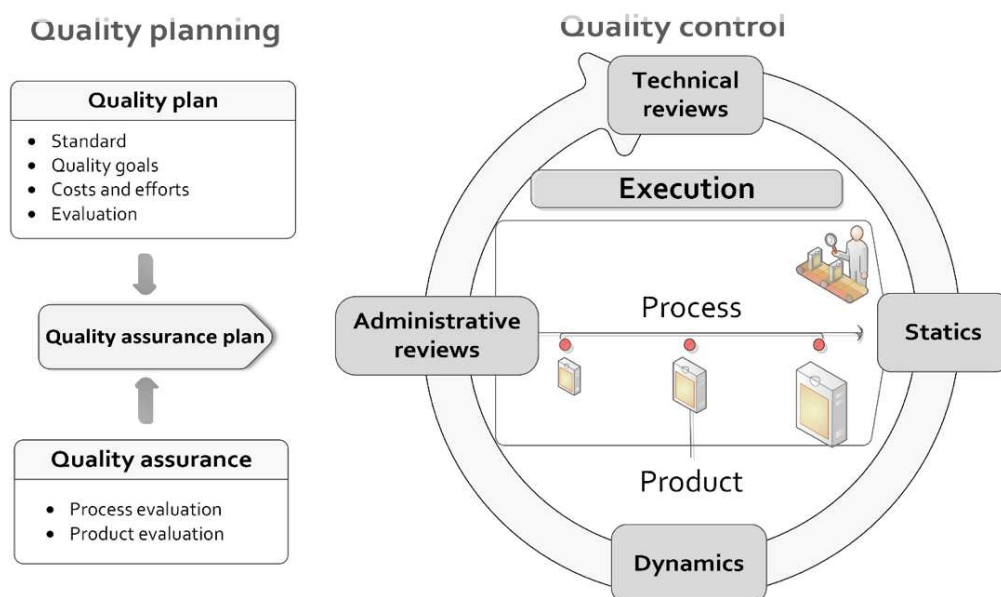 Quality planning
Quality plan
• Standard
• Quality goals
• Costs and efforts
• Evaluation
Quality assurance plan
Quality assurance
• Process evaluation
• Product evaluation
Quality control
Technical
reviews
Execution
Administrative
reviews
Process
Statics
Product
Dynamics